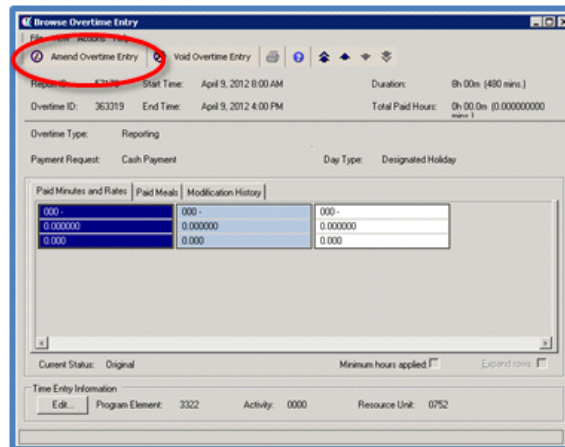 Browse Overtime Entry
File View Actions Help
Amend Overtime Entry Void Overtime Entry
Start Time: April 9, 2012 8:00 AM Duration: 8h 00m (480 mins.)
Overtime ID: 363319 End Time: April 9, 2012 4:00 PM Total Paid Hours: 0h 00.0m (0.000000000 mins.)
Overtime Type: Reporting
Payment Request: Cash Payment Day Type: Designated Holiday
Paid Minutes and Rates Paid Meals Modification History
000 - 000 - 000 -
0.000000 0.000000 0.000000
0.000 0.000 0.000
Current Status: Original Minimum hours applied: Expand rows:
Time Entry Information
Edit... Program Element: 3322 Activity: 0000 Resource Unit: 0752